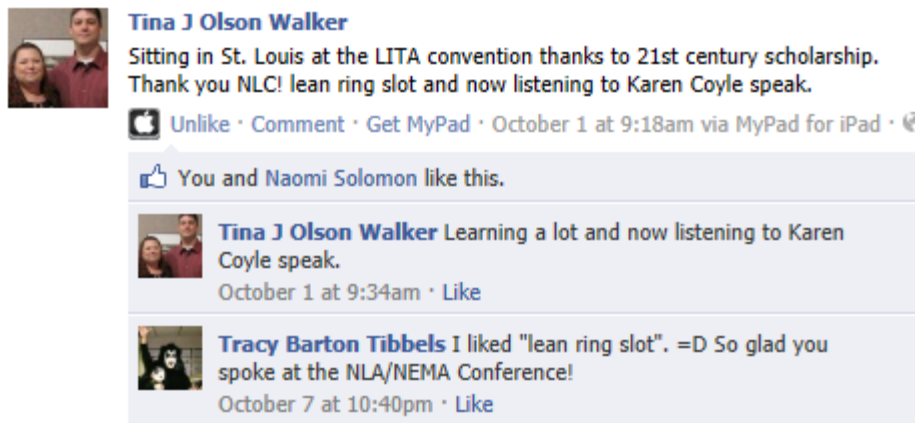 Tina J Olson Walker
Sitting in St. Louis at the LITA convention thanks to 21st century scholarship.
Thank you NLC! lean ring slot and now listening to Karen Coyle speak.
Unlike · Comment · Get MyPad · October 1 at 9:18am via MyPad for iPad ·
You and Naomi Solomon like this.
Tina J Olson Walker Learning a lot and now listening to Karen
Coyle speak.
October 1 at 9:34am · Like
Tracy Barton Tibbels I liked "lean ring slot". =D So glad you
spoke at the NLA/NEMA Conference!
October 7 at 10:40pm · Like